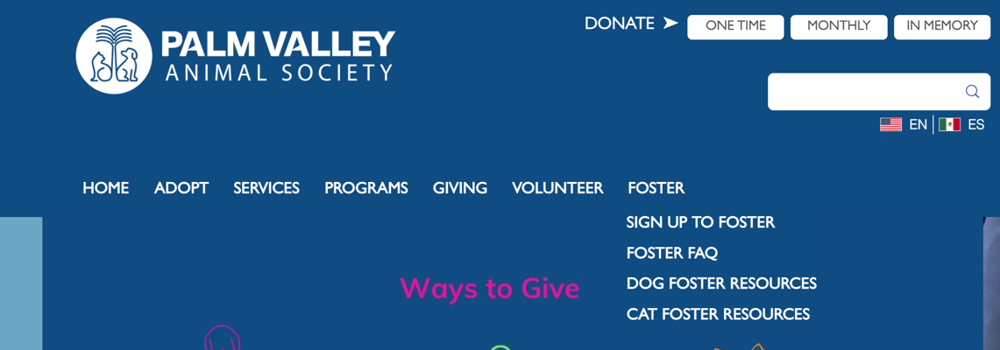 DONATE ➤ ONE TIME MONTHLY IN MEMORY
PALM VALLEY
ANIMAL SOCIETY
EN ES
HOME ADOPT SERVICES PROGRAMS GIVING VOLUNTEER FOSTER
SIGN UP TO FOSTER
FOSTER FAQ
DOG FOSTER RESOURCES
CAT FOSTER RESOURCES
Ways to Give